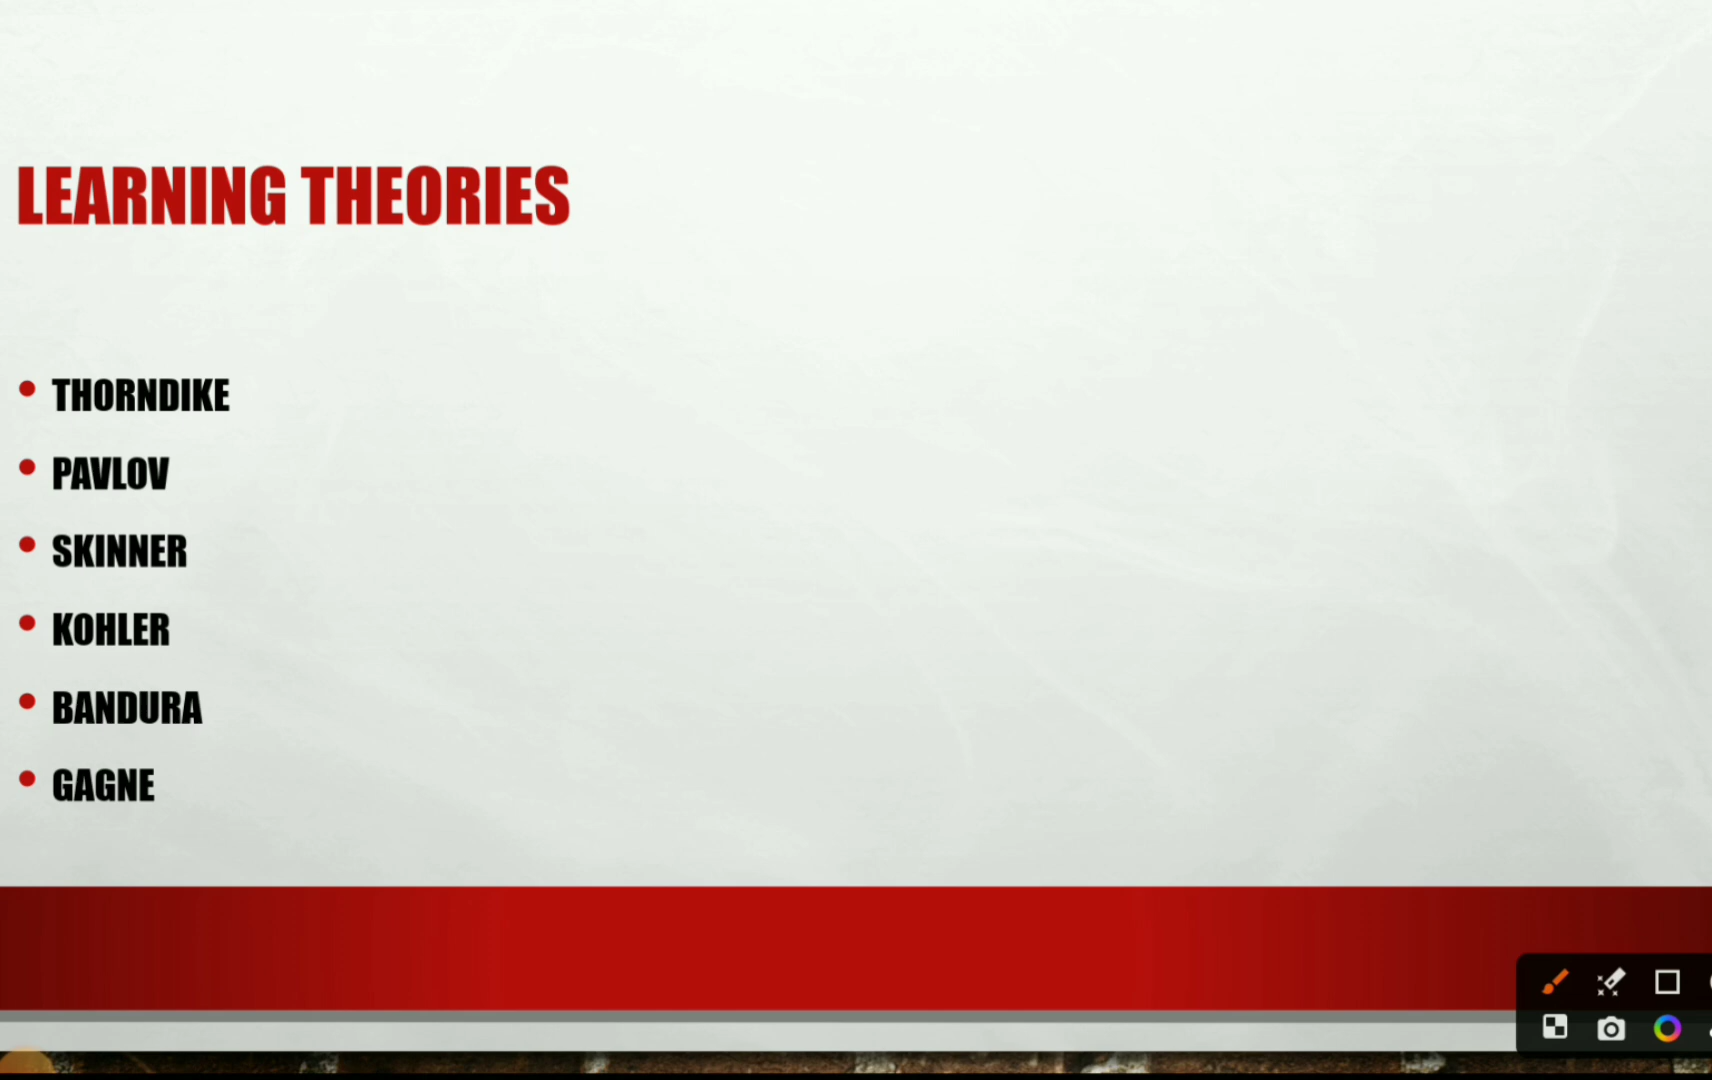 LEARNING THEORIES
THORNDIKE
PAVLOV
SKINNER
KOHLER
BANDURA
GAGNE